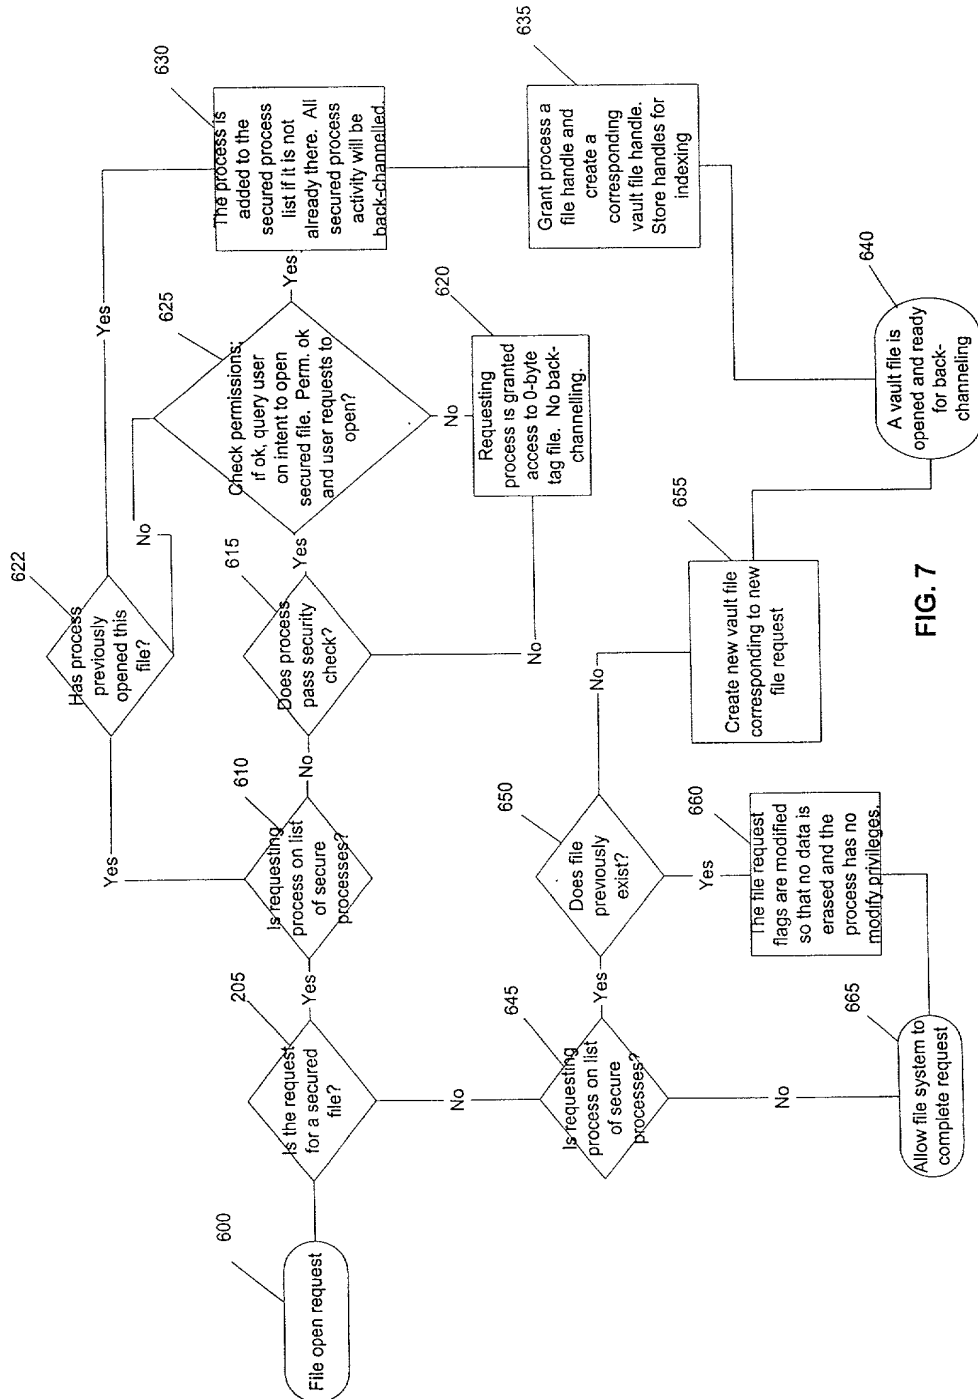 600
File open request
205
Is the request
for a secured
file?
Yes
No
610
Is requesting
process on list
of secure
processes?
Yes
No
622
Has process
previously
opened this
file?
Yes
No
615
Does process
pass security
check?
Yes
No
625
Check permissions;
if ok, query user
on intent to open
secured file. Perm. ok
and user requests to
open?
Yes
No
620
Requesting
process is granted
access to 0-byte
tag file. No back-
channelling.
630
The process is
added to the
secured process
list if it is not
already there. All
secured process
activity will be
back-channelled.
635
Grant process a
file handle and
create a
corresponding
vault file handle.
Store handles for
indexing
640
A vault file is
opened and ready
for back-
channeling
645
Is requesting
process on list
of secure
processes?
Yes
No
650
Does file
previously
exist?
No
Yes
655
Create new vault file
corresponding to new
file request
660
The file request
flags are modified
so that no data is
erased and the
process has no
modify privileges.
665
Allow file system to
complete request
FIG. 7